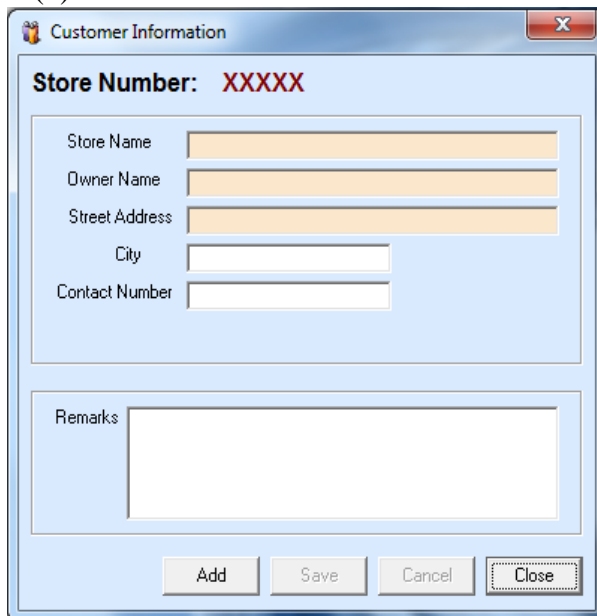 Customer Information
Store Number: XXXXX
Store Name
Owner Name
Street Address
City
Contact Number
Remarks
Add Save Cancel Close